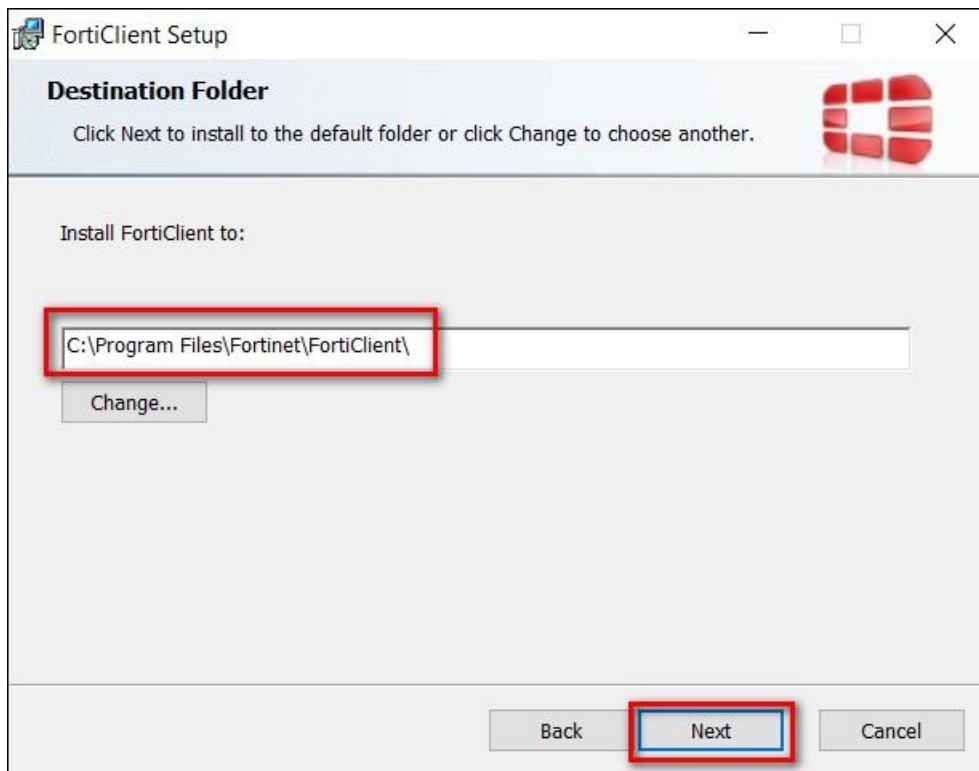 FortiClient Setup
Destination Folder
Click Next to install to the default folder or click Change to choose another.
Install FortiClient to:
C:\Program Files\Fortinet\FortiClient\
Change...
Back Next Cancel